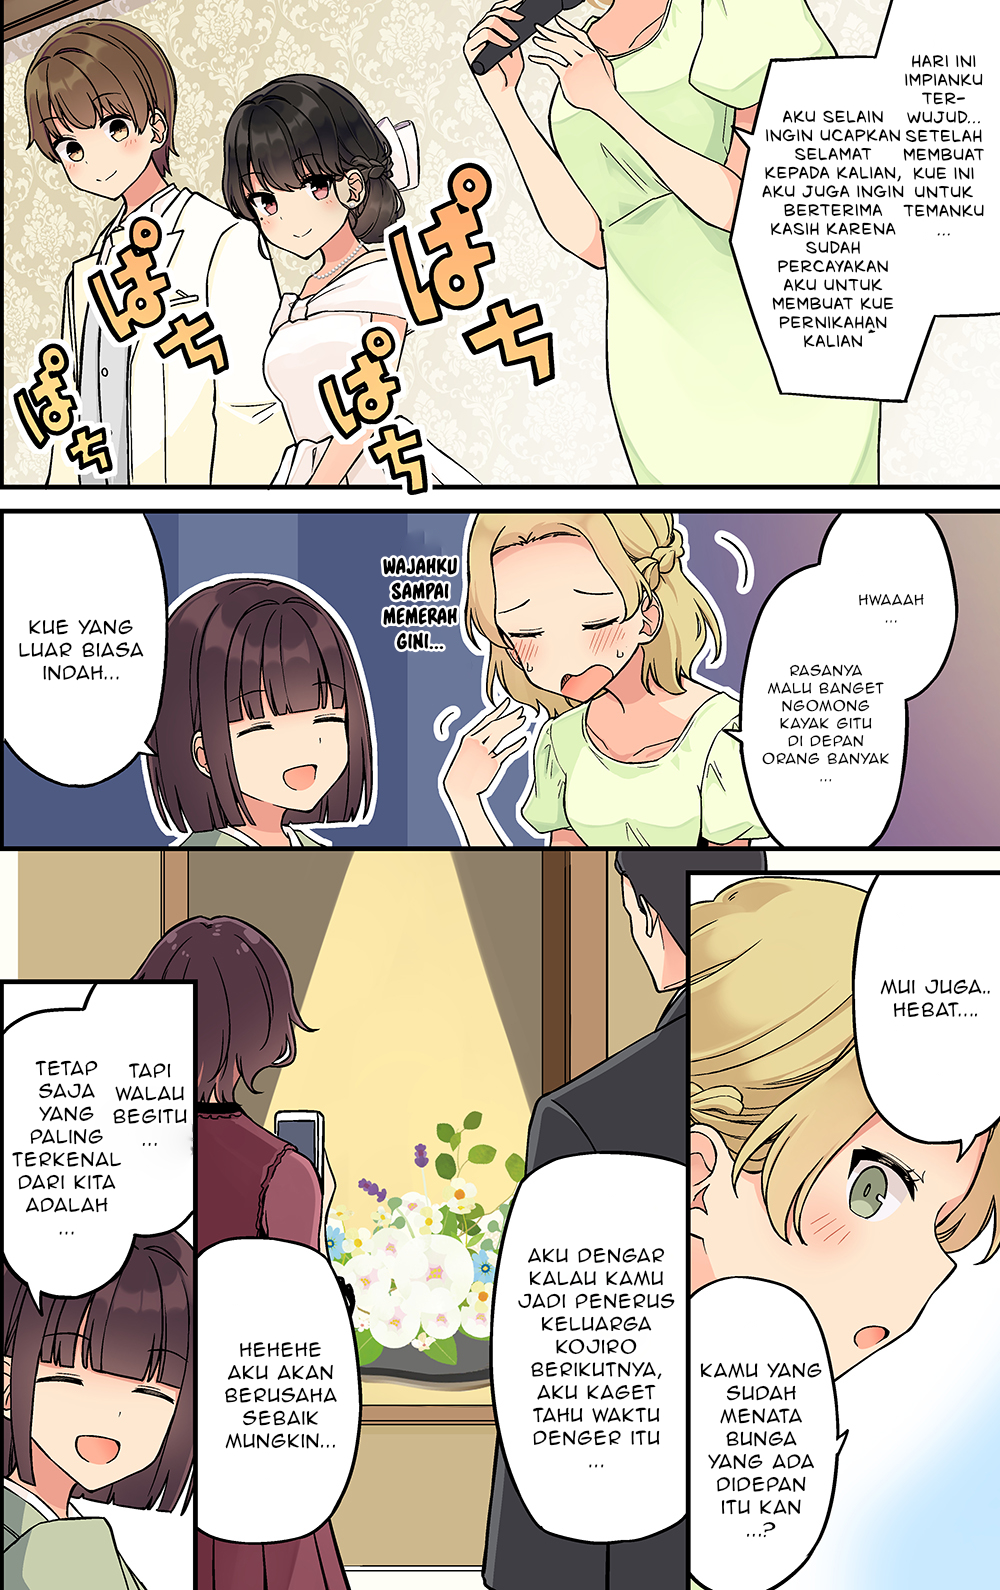 HARI INI
IMPIANKU
TER-
WUJUD...
SETELAH
MEMBUAT
KUE INI
UNTUK
TEMANKU
...
AKU SELAIN
INGIN UCAPKAN
SELAMAT
KEPADA KALIAN,
AKU JUGA INGIN
BERTERIMA
KASIH KARENA
SUDAH
PERCAYAKAN
AKU UNTUK
MEMBUAT KUE
PERNIKAHAN
KALIAN
ぱち
ぱち
ぱち
ぱち
HWAAAH
...
RASANYA
MALU BANGET
NGOMONG
KAYAK GITU
DI DEPAN
ORANG BANYAK
...
WAJAHKU
SAMPAI
MEMERAH
GINI...
KUE YANG
LUAR BIASA
INDAH...
MUI JUGA..
HEBAT....
KAMU YANG
SUDAH
MENATA
BUNGA
YANG ADA
DIDEPAN
ITU KAN
...?
AKU DENGAR
KALAU KAMU
JADI PENERUS
KELUARGA
KOJIRO
BERIKUTNYA,
AKU KAGET
TAHU WAKTU
DENGER ITU
...
HEHEHE
AKU AKAN
BERUSAHA
SEBAIK
MUNGKIN...
TAPI
WALAU
BEGITU
...
TETAP
SAJA
YANG
PALING
TERKENAL
DARI KITA
ADALAH
...